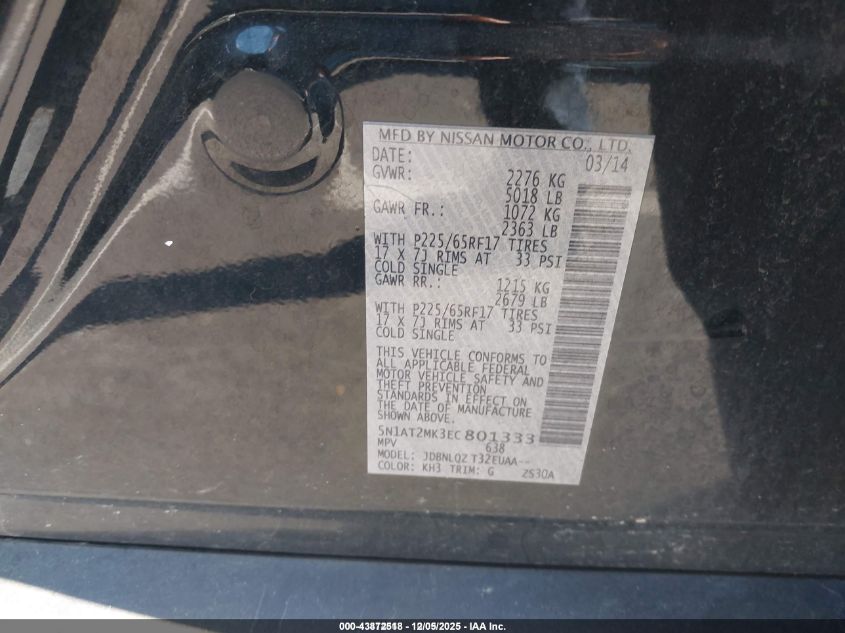 MFD BY NISSAN MOTOR CO., LTD.
DATE: 03/14
GVWR: 2276 KG
5018 LB
GAWR FR.: 1072 KG
2363 LB
WITH P225/65RF17 TIRES
17 X 7J RIMS AT 33 PSI
COLD SINGLE
GAWR RR.: 1215 KG
2679 LB
WITH P225/65RF17 TIRES
17 X 7J RIMS AT 33 PSI
COLD SINGLE
THIS VEHICLE CONFORMS TO
ALL APPLICABLE FEDERAL
MOTOR VEHICLE SAFETY AND
THEFT PREVENTION
STANDARDS IN EFFECT ON
THE DATE OF MANUFACTURE
SHOWN ABOVE.
5N1AT2MK3EC801333
MPV 638
MODEL: JDBNLQZ T32EUAA--
COLOR: KH3 TRIM: G ZS30A
- 12/05/2025 - IAA Inc.